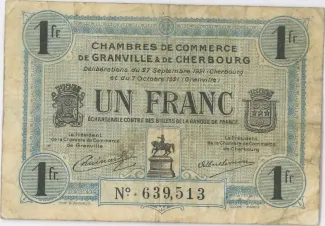 1 fr 1 fr
CHAMBRES DE COMMERCE
DE GRANVILLE & DE CHERBOURG
Délibérations du 27 Septembre 1921 (Cherbourg)
et du 7 Octobre 1921 (Granville)
UN FRANC
ÉCHANGEABLE CONTRE DES BILLETS DE LA BANQUE DE FRANCE
Le Président
de la Chambre de Commerce
de Granville
Le Président
de la Chambre de Commerce
de Cherbourg
1 fr 1 fr
No. 639,513